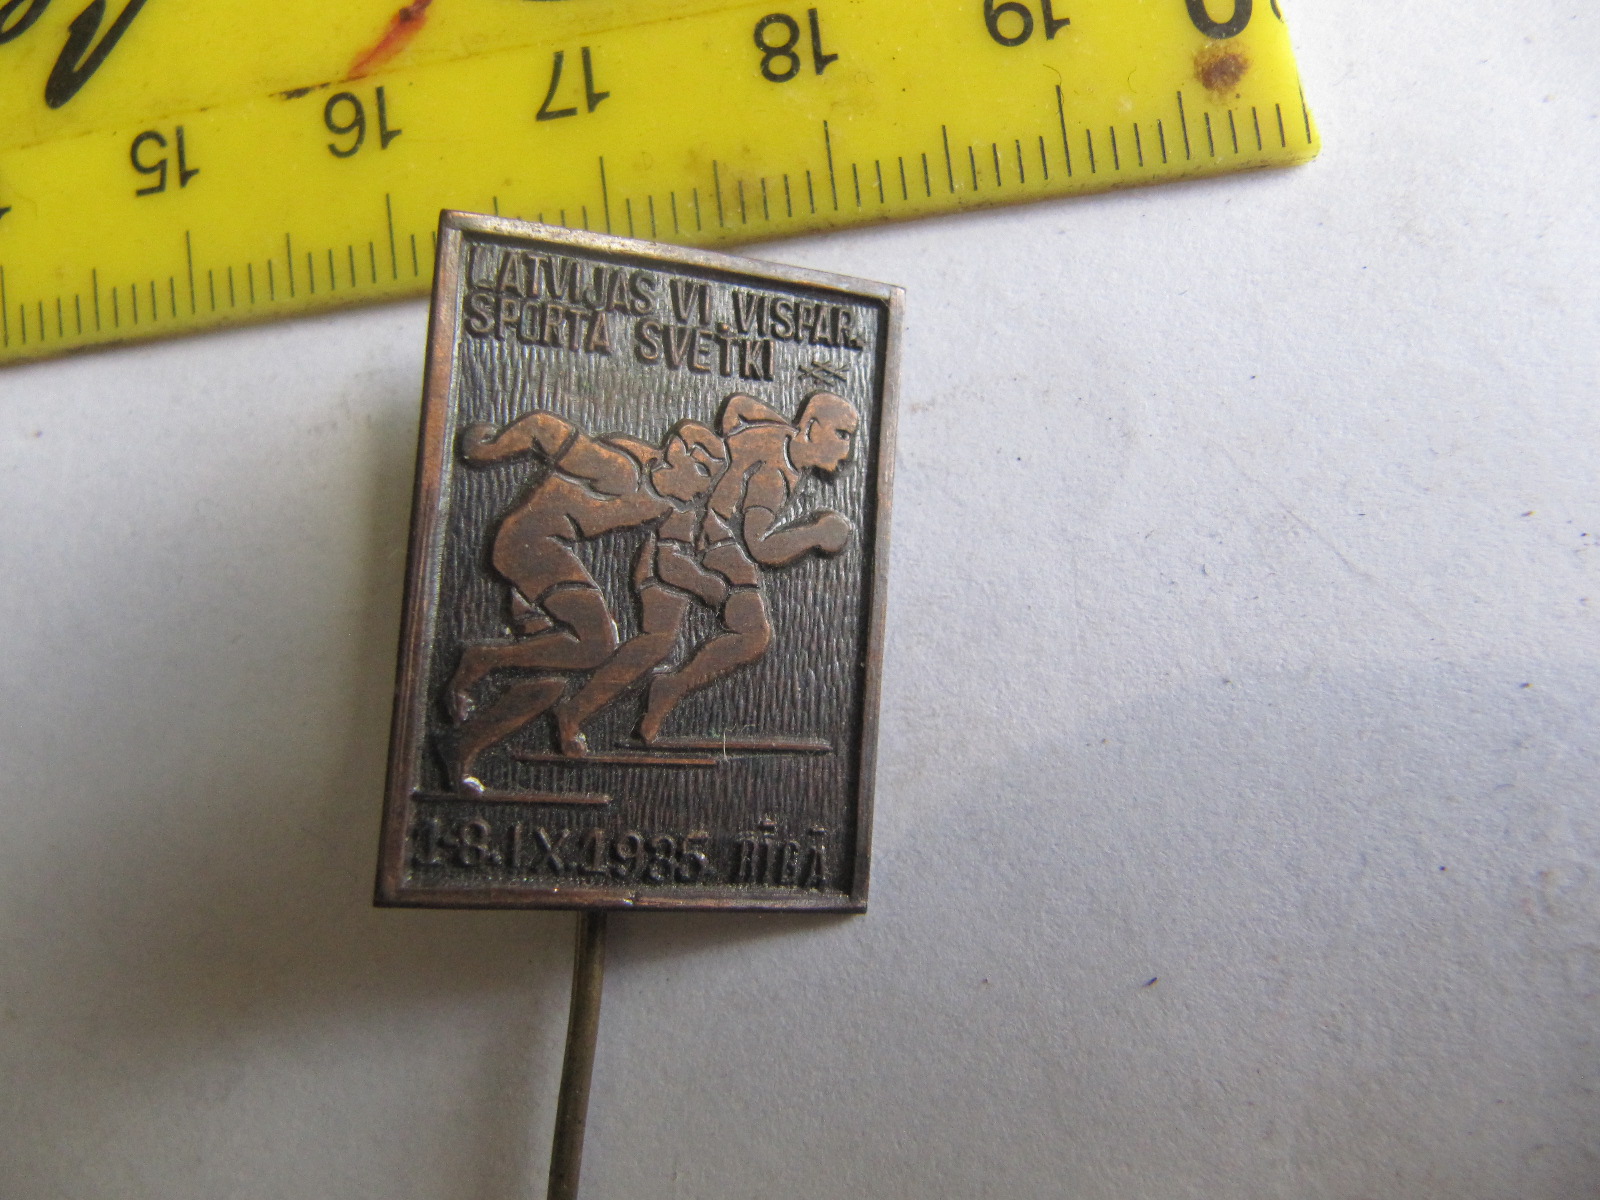 15 16 17 18 19
LATVIJAS VI.VISPAR.
SPORTA SVĒTKI
1-8.IX.1935. RĪGĀ